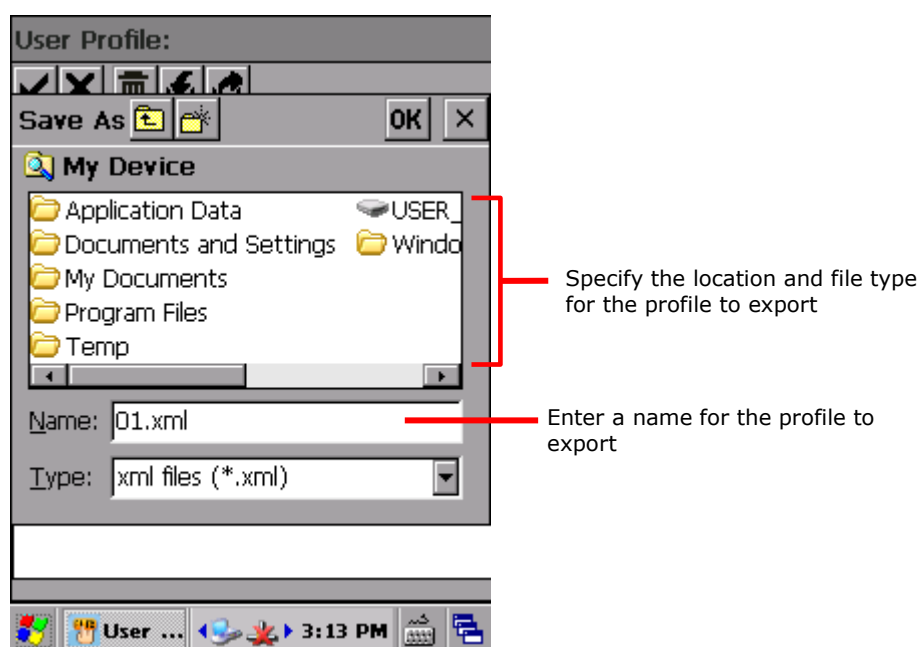 User Profile:
Save As OK
My Device
Application Data USER_
Documents and Settings Windo
My Documents
Program Files
Temp
Specify the location and file type
for the profile to export
Name: 01.xml
Enter a name for the profile to
export
Type: xml files (*.xml)
User ... 3:13 PM